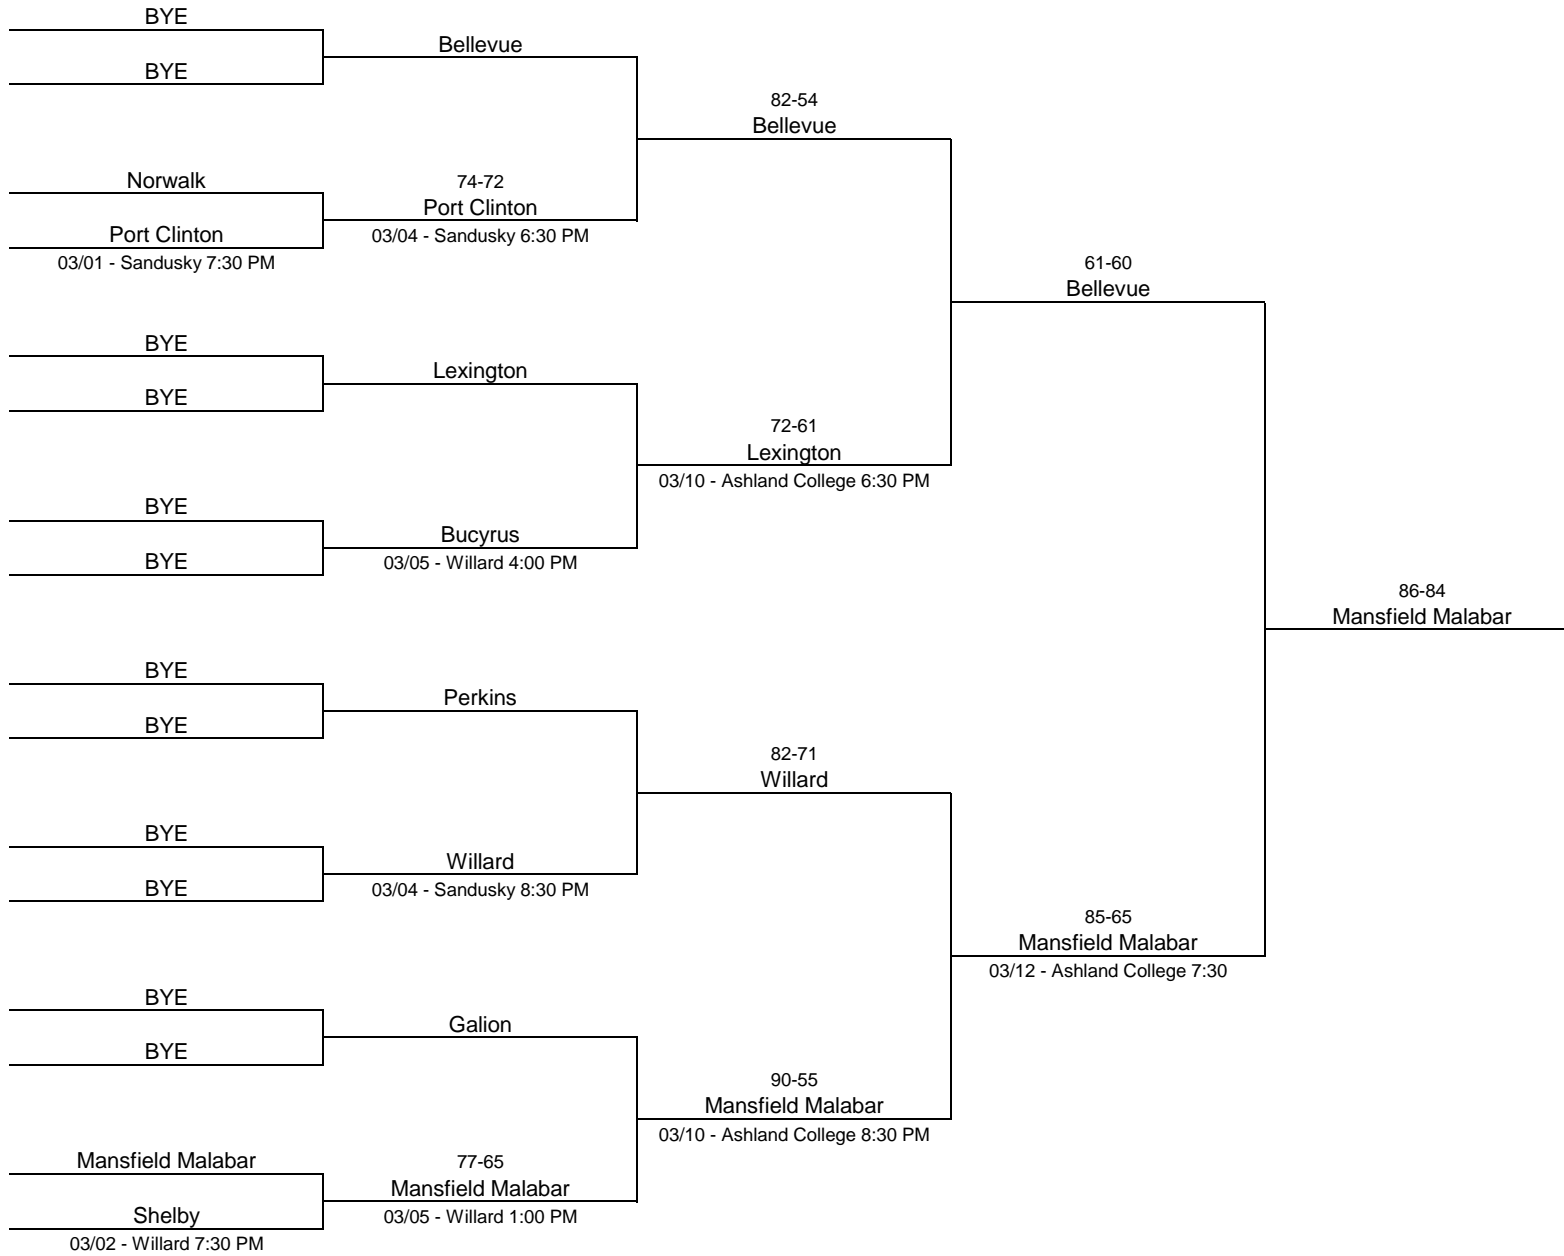 BYE
Bellevue
BYE
82-54
Bellevue
Norwalk
74-72
Port Clinton
Port Clinton
03/04 - Sandusky 6:30 PM
03/01 - Sandusky 7:30 PM
61-60
Bellevue
BYE
Lexington
BYE
72-61
Lexington
03/10 - Ashland College 6:30 PM
BYE
Bucyrus
BYE
03/05 - Willard 4:00 PM
86-84
Mansfield Malabar
BYE
Perkins
BYE
82-71
Willard
BYE
Willard
BYE
03/04 - Sandusky 8:30 PM
85-65
Mansfield Malabar
03/12 - Ashland College 7:30
BYE
Galion
BYE
90-55
Mansfield Malabar
03/10 - Ashland College 8:30 PM
Mansfield Malabar
77-65
Mansfield Malabar
Shelby
03/05 - Willard 1:00 PM
03/02 - Willard 7:30 PM